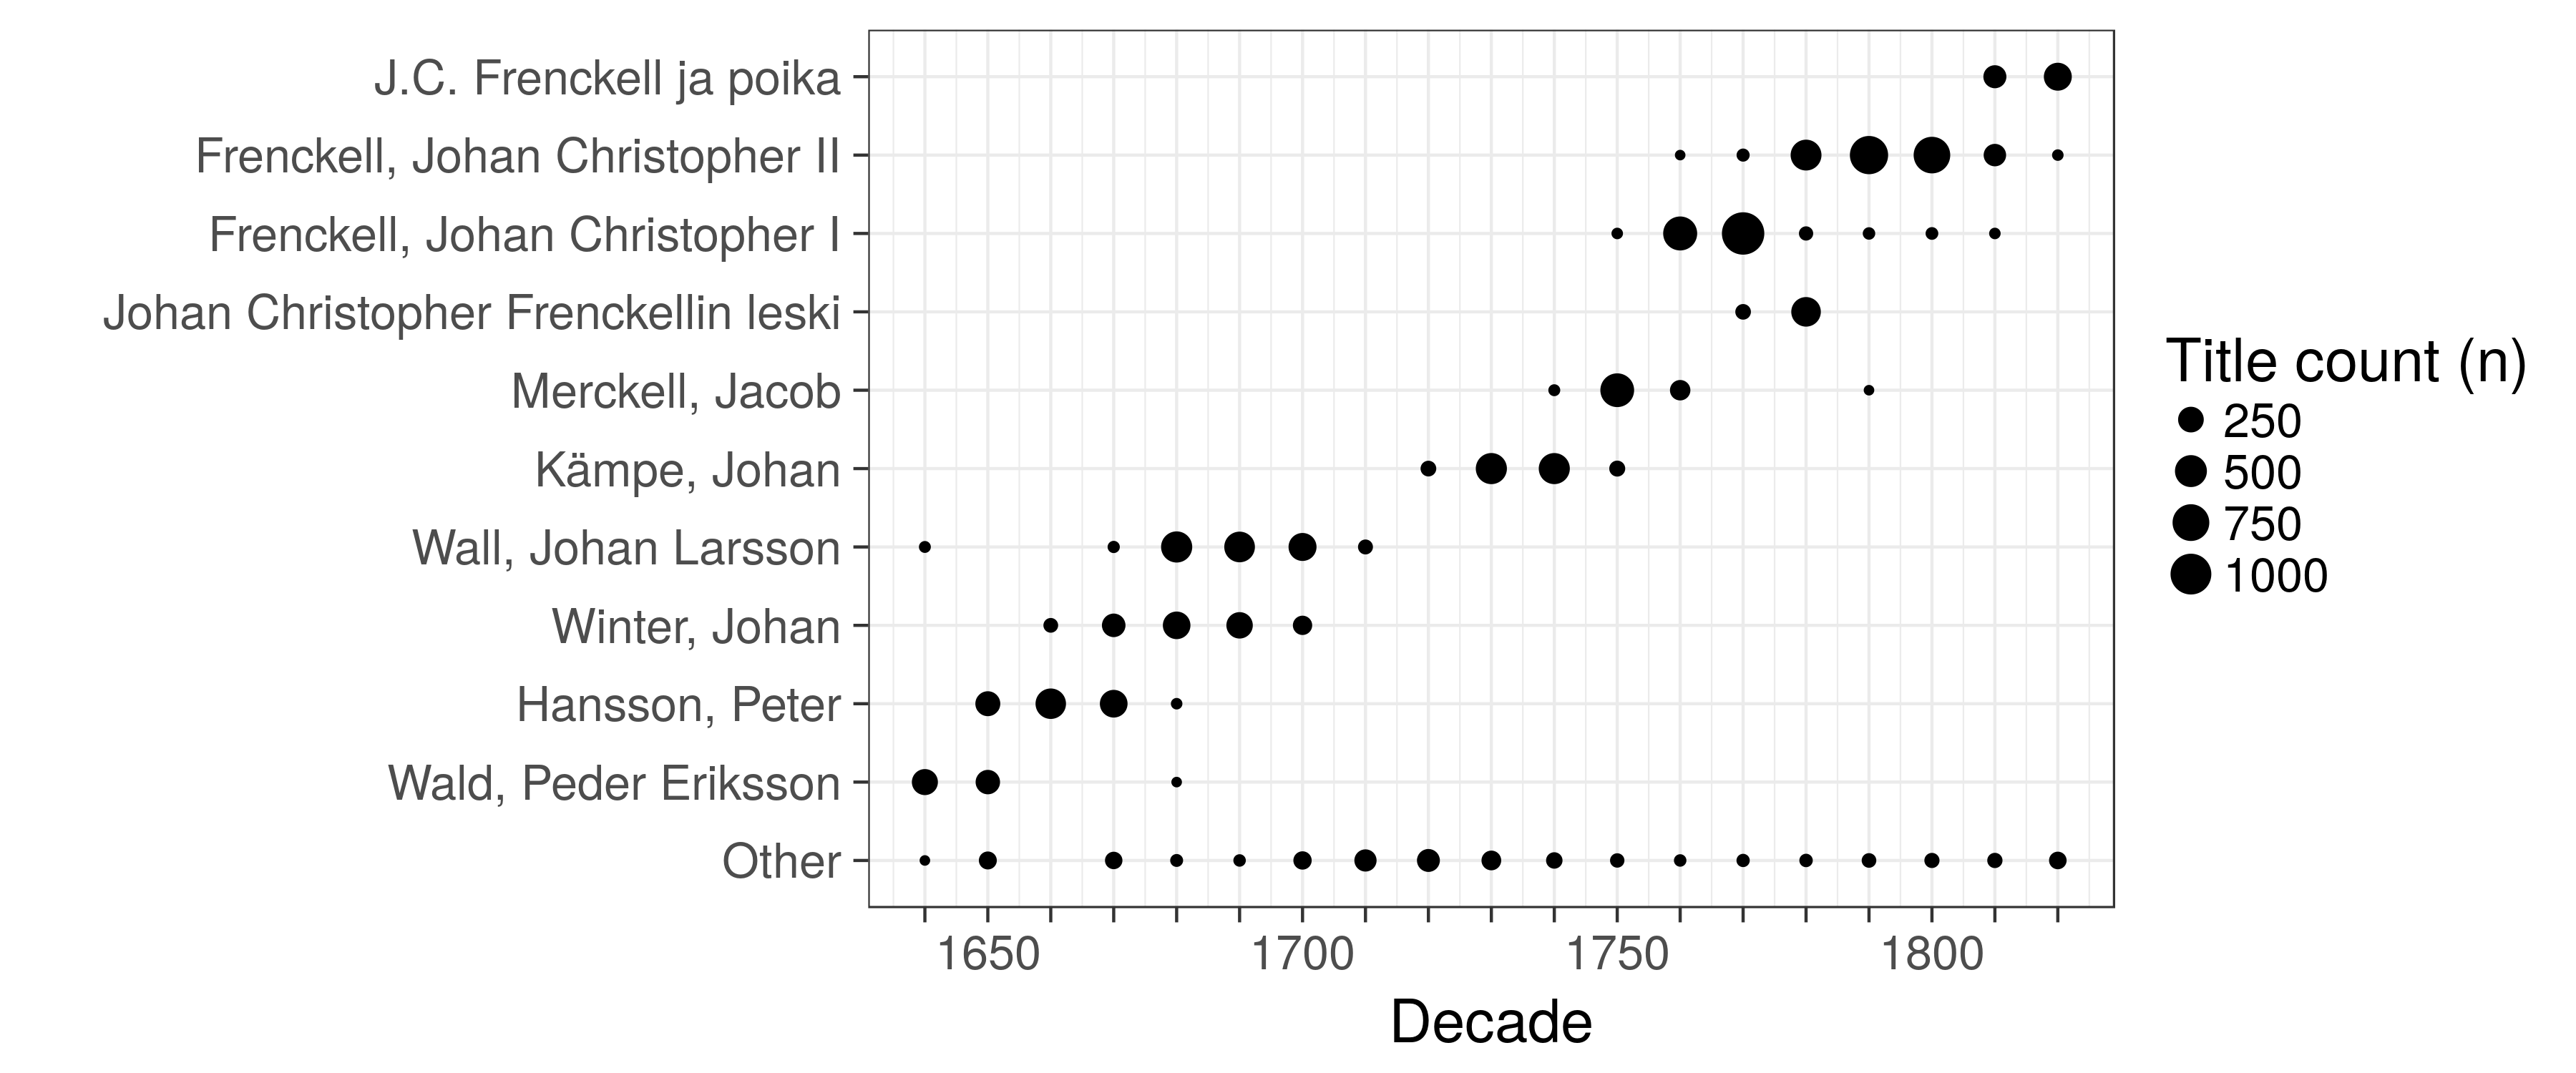 J.C. Frenckell ja poika
Frenckell, Johan Christopher II
Frenckell, Johan Christopher I
Johan Christopher Frenckellin leski
Merckell, Jacob
Kämpe, Johan
Wall, Johan Larsson
Winter, Johan
Hansson, Peter
Wald, Peder Eriksson
Other
1650 1700 1750 1800
Decade
Title count (n)
250
500
750
1000